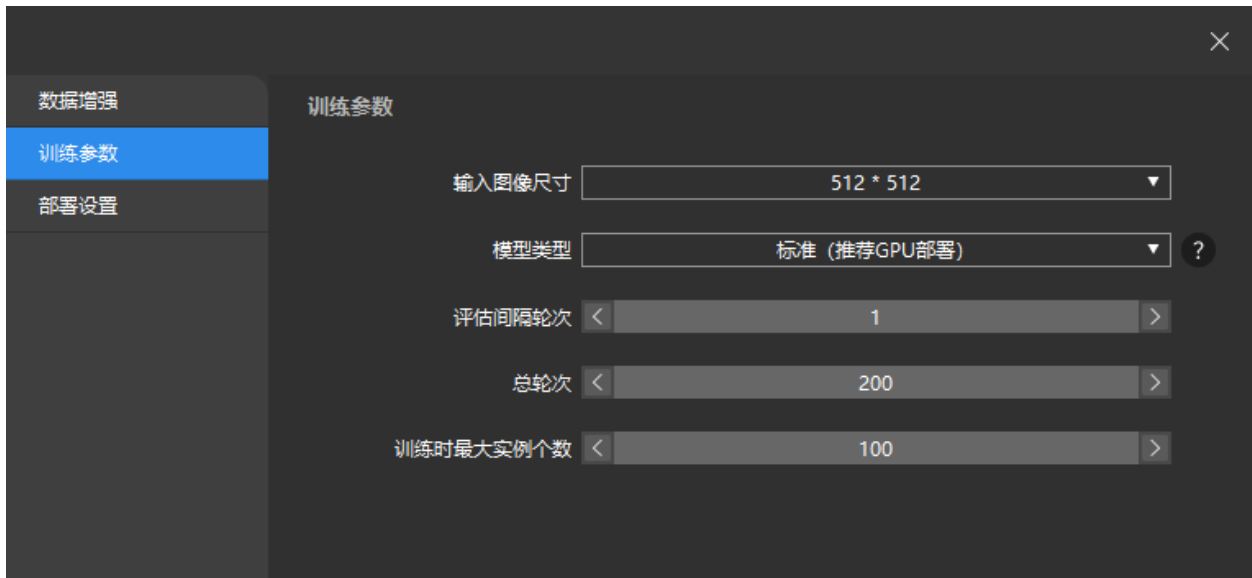 数据增强
训练参数
部署设置
训练参数
输入图像尺寸 512 * 512
模型类型 标准（推荐GPU部署） ?
评估间隔轮次 1
总轮次 200
训练时最大实例个数 100